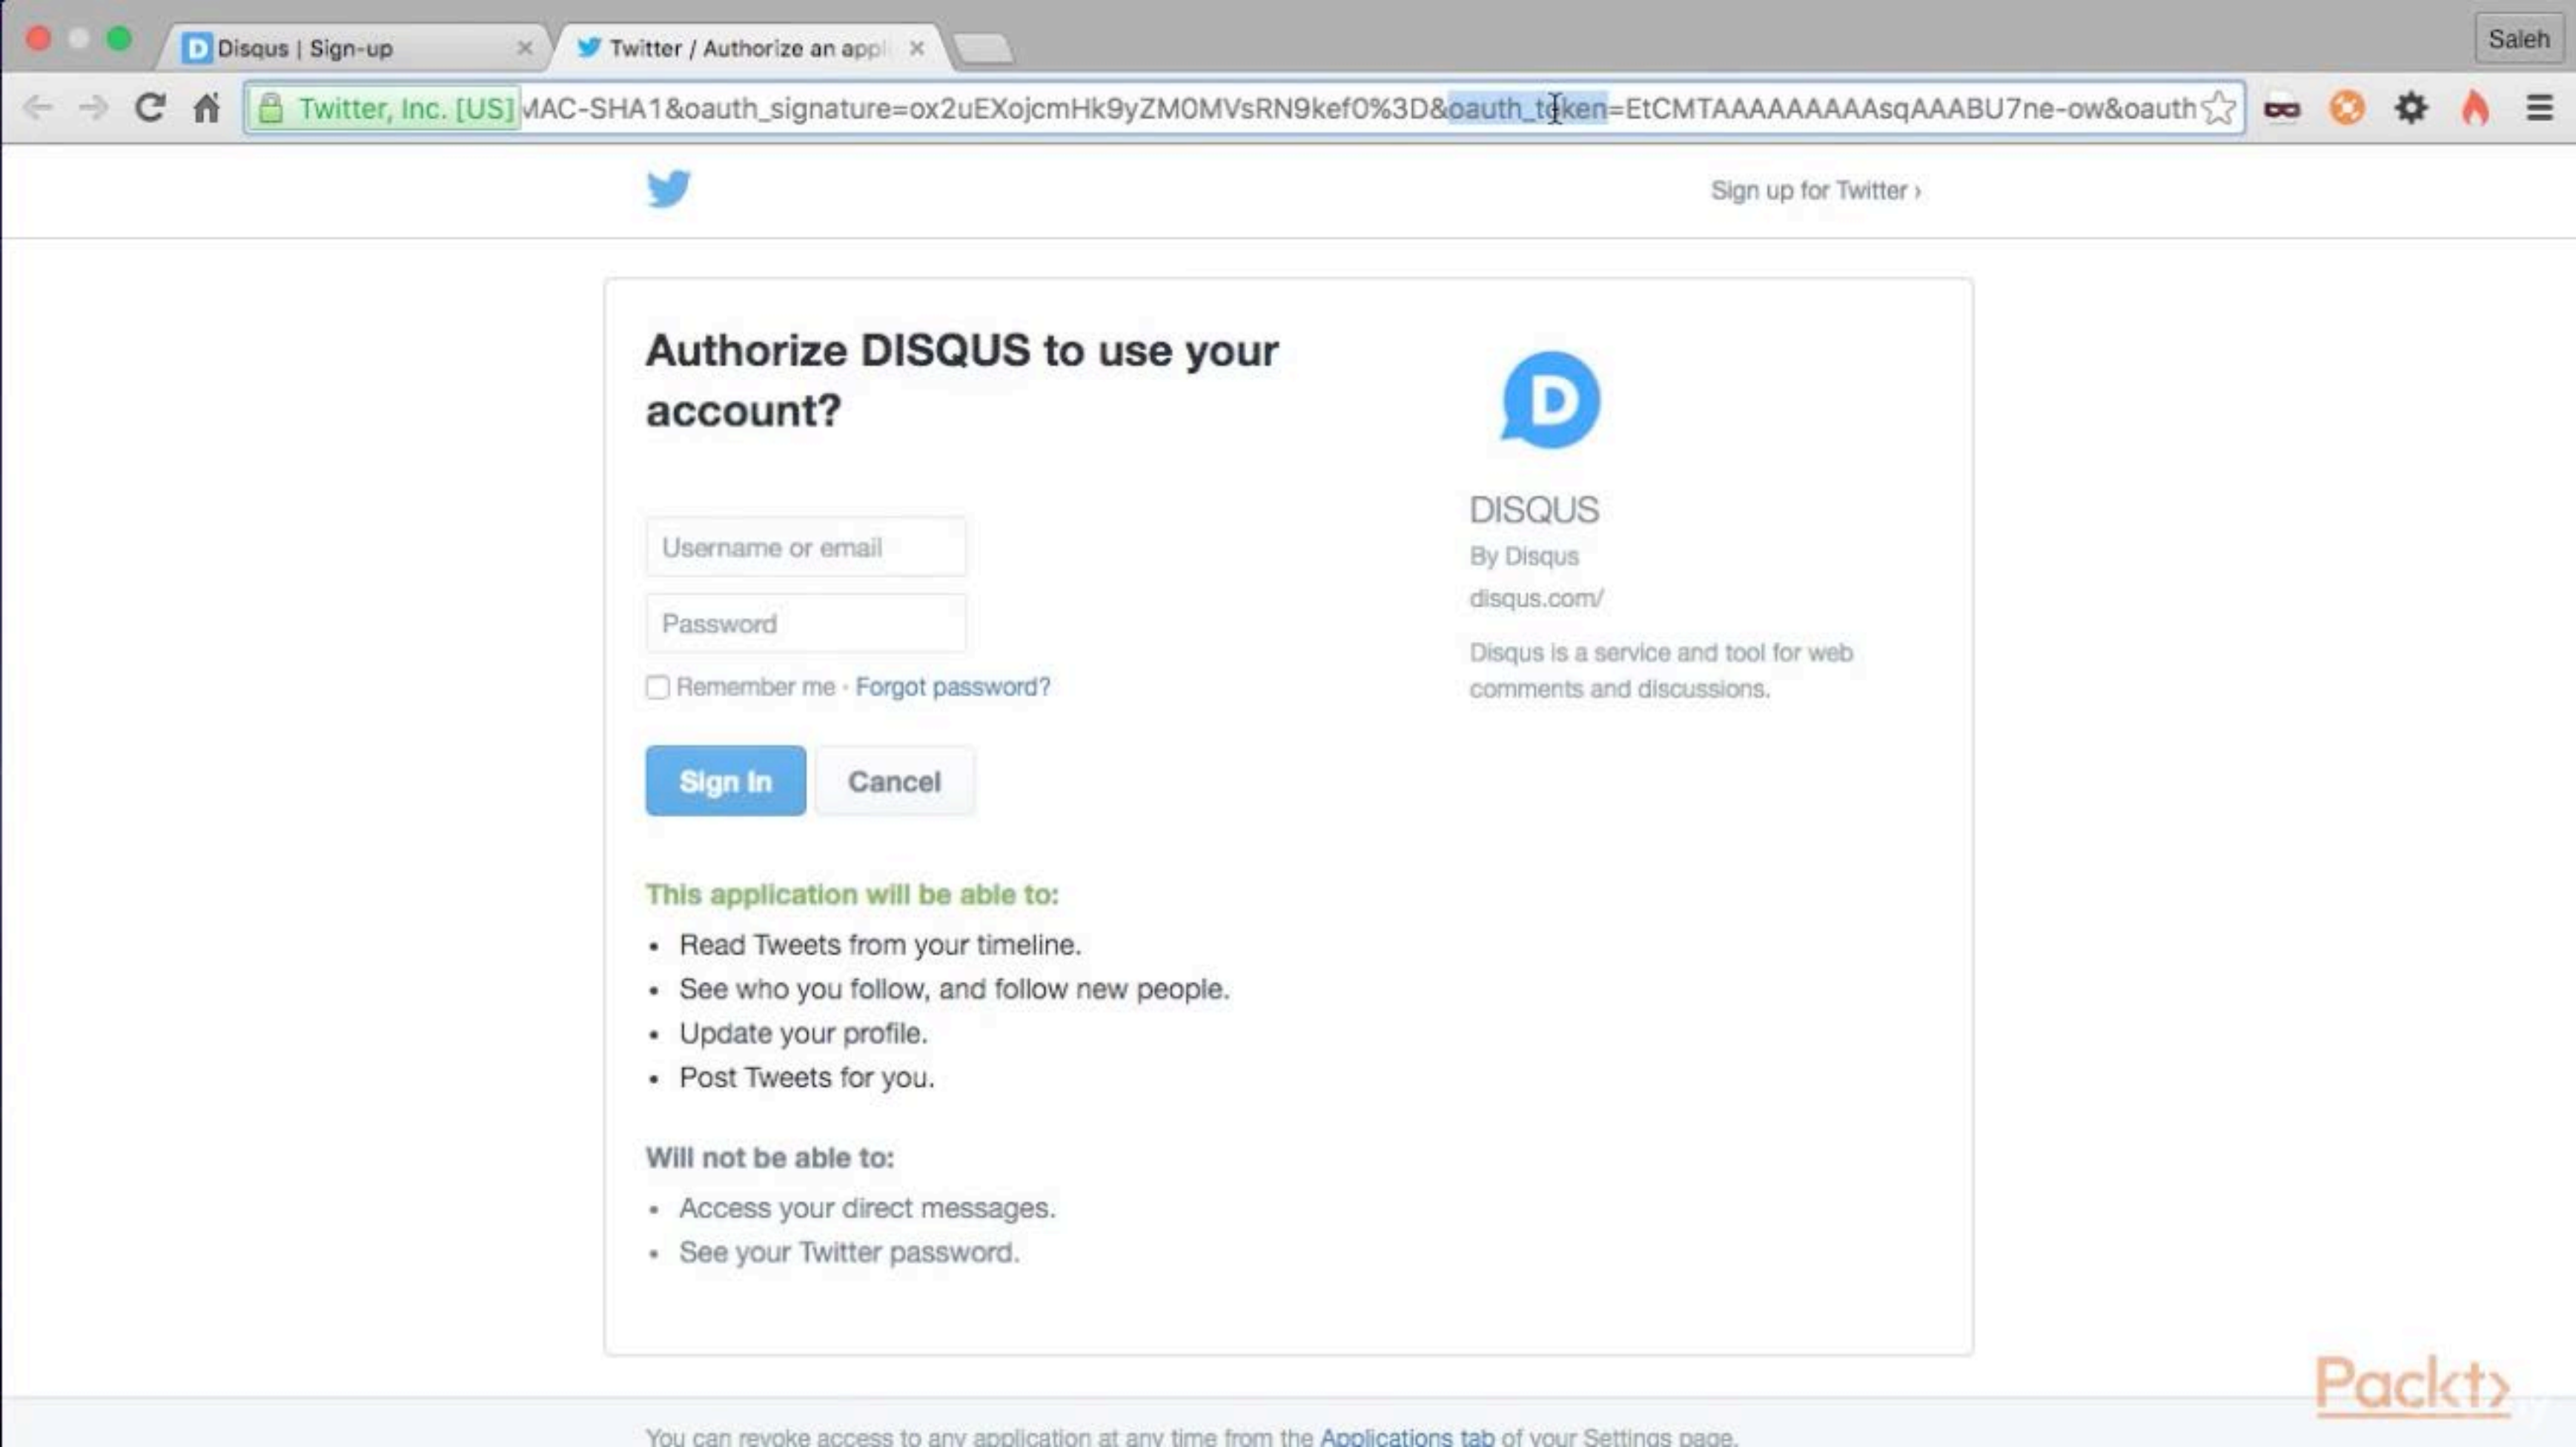 Disqus | Sign-up
Twitter / Authorize an appl
Saleh
Twitter, Inc. [US] MAC-SHA1&oauth_signature=ox2uEXojcmHk9yZM0MVsRN9kef0%3D&oauth_token=EtCMTAAAAAAAAAsqAAABU7ne-ow&oauth
Sign up for Twitter ›
Authorize DISQUS to use your
account?
D
Username or email
Password
Remember me · Forgot password?
Sign In
Cancel
DISQUS
By Disqus
disqus.com/
Disqus is a service and tool for web
comments and discussions.
This application will be able to:
• Read Tweets from your timeline.
• See who you follow, and follow new people.
• Update your profile.
• Post Tweets for you.
Will not be able to:
• Access your direct messages.
• See your Twitter password.
Packt>
You can revoke access to any application at any time from the Applications tab of your Settings page.